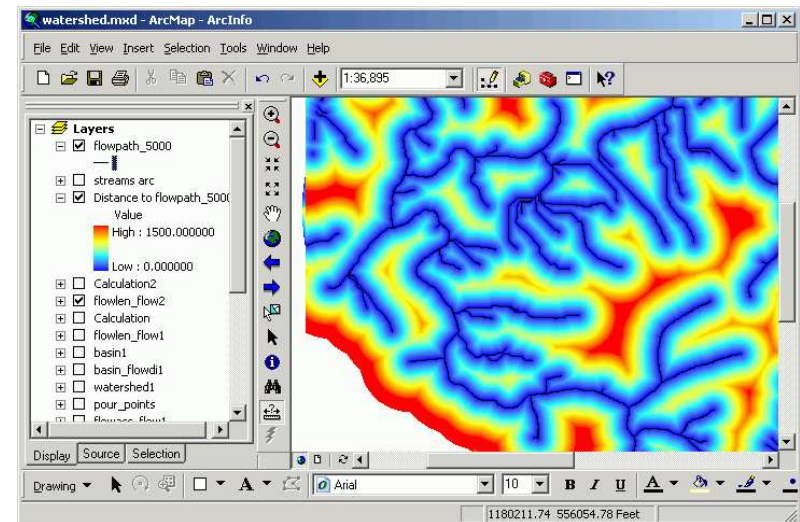 watershed.mxd - ArcMap - ArcInfo
File Edit View Insert Selection Tools Window Help
1:36,895
Layers
flowpath_5000
streams arc
Distance to flowpath_500
Value
High : 1500.000000
Low : 0.000000
Calculation2
flowlen_flow2
Calculation
flowlen_flow1
basin1
basin_flowdi1
watershed1
pour_points
flowacc_flow1
Display Source Selection
Drawing A Arial 10 B I U A
1180211.74 556054.78 Feet